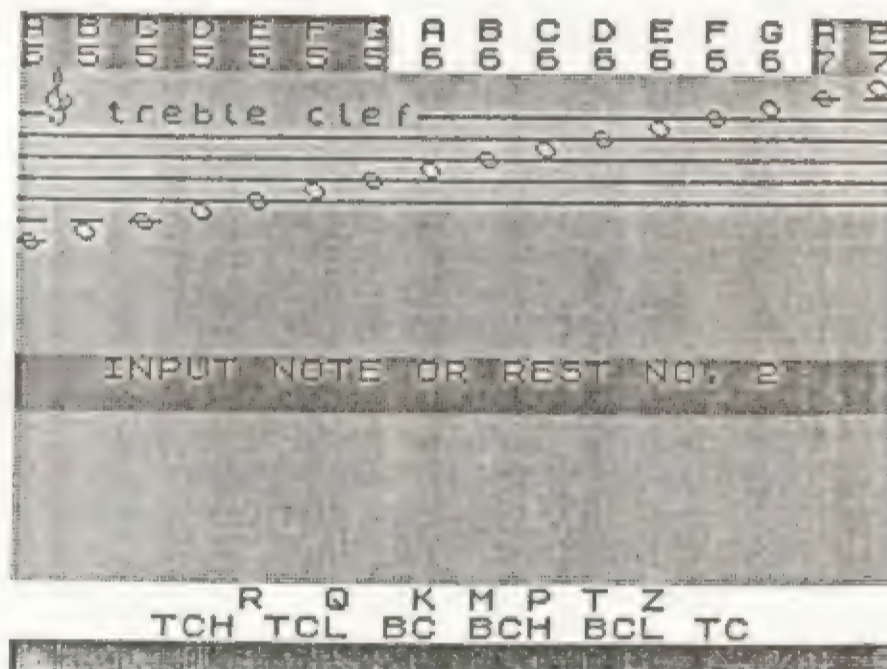 A B C D E F G A B C D E F G A B
5 5 5 5 5 5 5 6 6 6 6 6 6 6 7 7
treble clef
INPUT NOTE OR REST NO. 2
R Q K M P T Z
TCH TCL BC BCH BCL TC